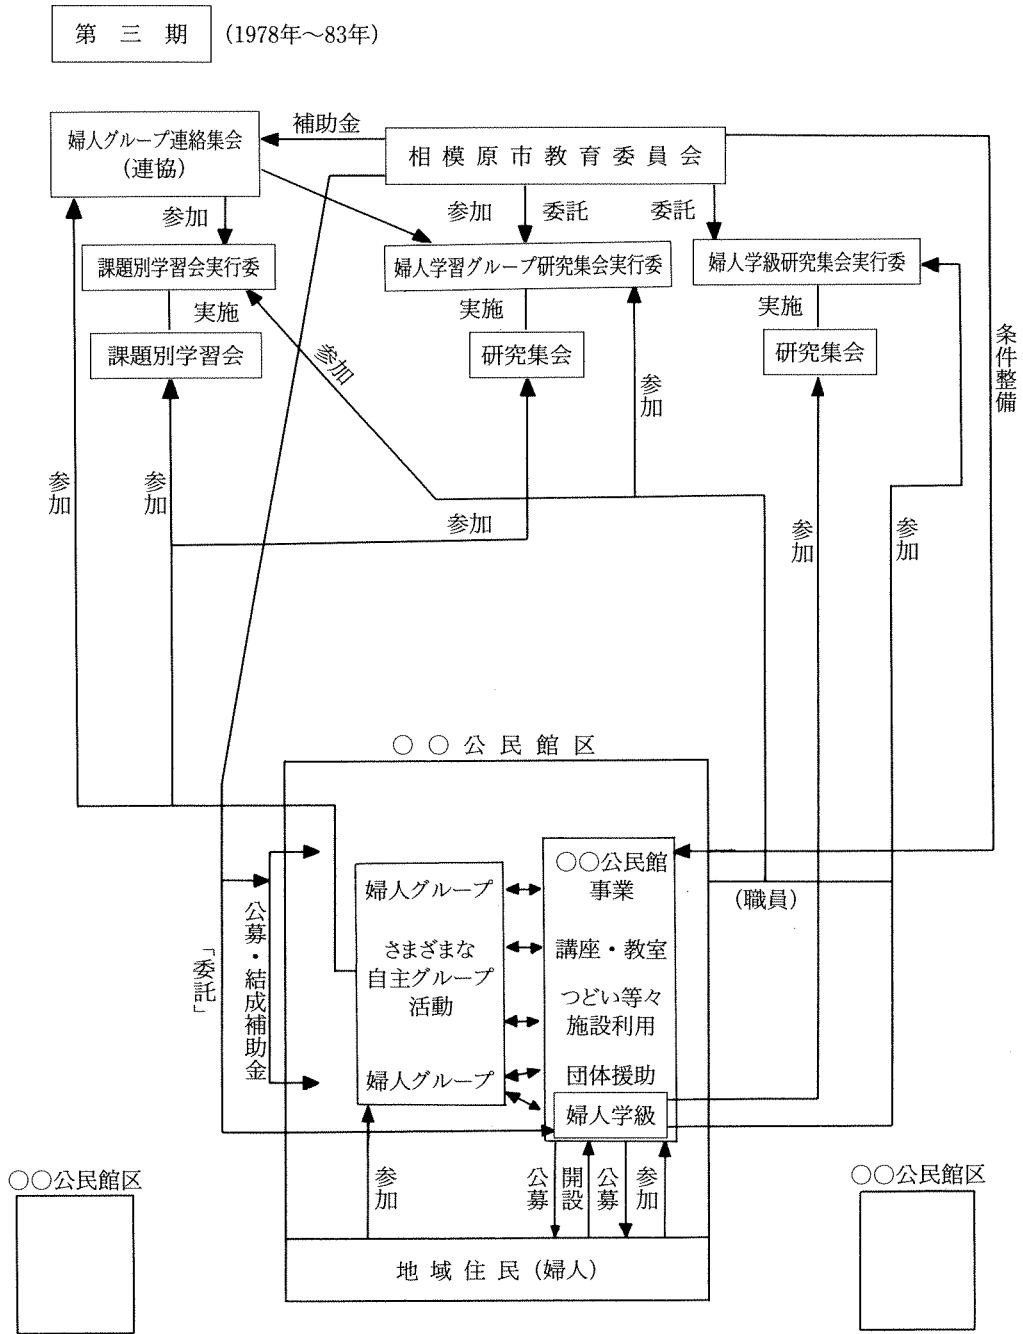 第三期 (1978年～83年)
婦人グループ連絡集会
(連協)
補助金
相模原市教育委員会
参加
参加
委託
委託
課題別学習会実行委
婦人学習グループ研究集会実行委
婦人学級研究集会実行委
実施
実施
実施
課題別学習会
研究集会
研究集会
参加
参加
条件整備
参加
参加
参加
参加
参加
○○公民館区
婦人グループ
さまざまな
自主グループ
活動
婦人グループ
○○公民館
事業
講座・教室
つどい等々
施設利用
団体援助
婦人学級
(職員)
公募・結成補助金
「委託」
参加
公募
開設
公募
参加
地域住民(婦人)
○○公民館区
○○公民館区